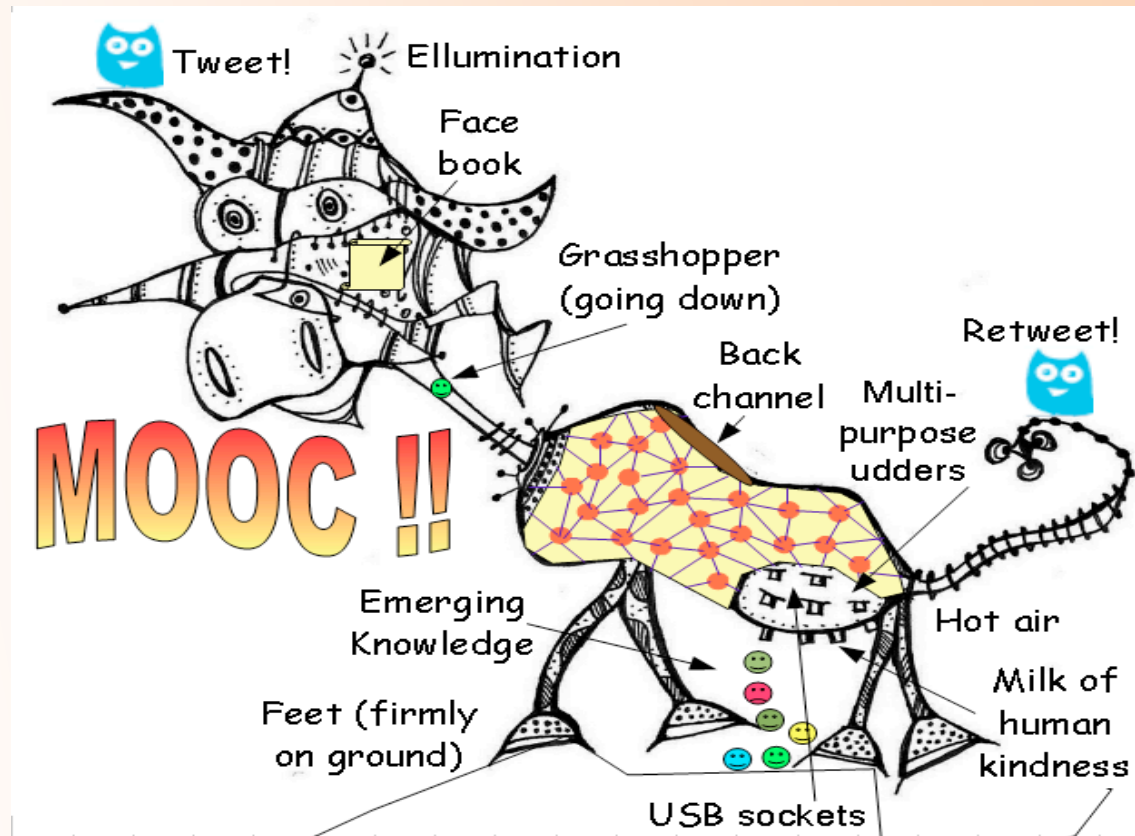 Tweet!
Ellumination
Face
book
Grasshopper
(going down)
Retweet!
Back
channel
Multi-
purpose
udders
MOOC !!
Emerging
Knowledge
Hot air
Feet (firmly
on ground)
Milk of
human
kindness
USB sockets